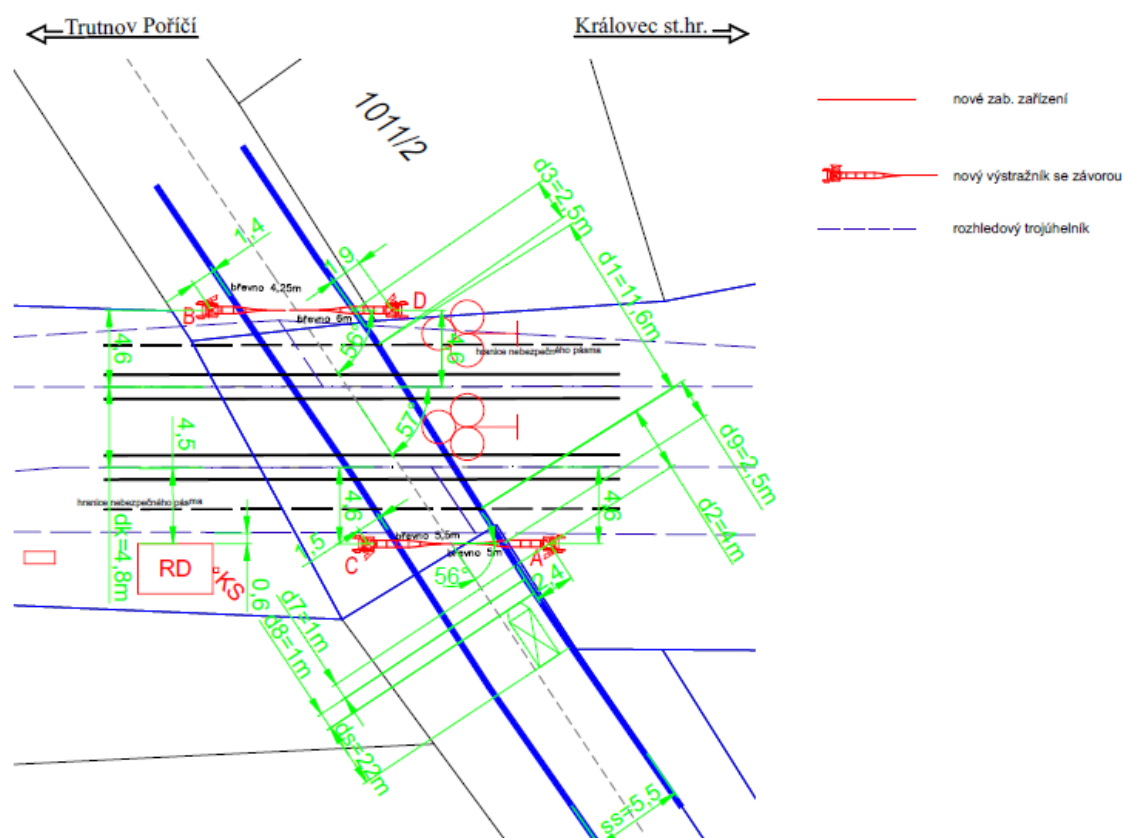 Trutnov Poříčí
Královec st.hr.
1011/2
nové zab. zařízení
nový výstražník se závorou
rozhledový trojúhelník
d3=2,5m
d1=11,6m
1,4
1,9
břevno 4,25m
B
D
břevno 6m
4,6
56°
4,6
hranice nebezpečného pásma
57°
d9=2,5m
4,5
d2=4m
hranice nebezpečného pásma
4,6
4,6
dk=4,8m
břevno 5,5m
břevno 5m
1,5
C
A
RD
KS
56°
2,4
0,6
d7=1m
d8=1m
ds=22m
ss=5,5